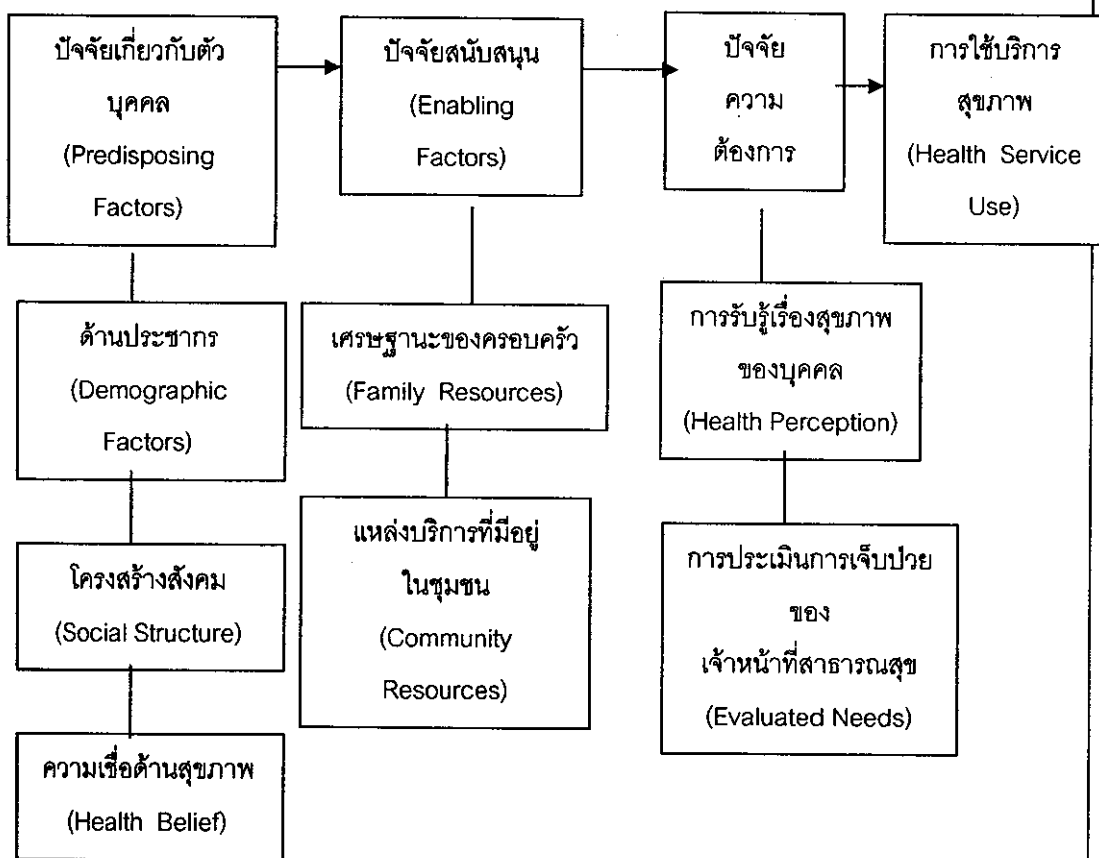 ปัจจัยเกี่ยวกับตัว
บุคคล
(Predisposing
Factors)
ปัจจัยสนับสนุน
(Enabling
Factors)
ปัจจัย
ความ
ต้องการ
การใช้บริการ
สุขภาพ
(Health Service
Use)
ด้านประชากร
(Demographic
Factors)
เศรษฐานะของครอบครัว
(Family Resources)
การรับรู้เรื่องสุขภาพ
ของบุคคล
(Health Perception)
โครงสร้างสังคม
(Social Structure)
แหล่งบริการที่มีอยู่
ในชุมชน
(Community
Resources)
การประเมินการเจ็บป่วย
ของ
เจ้าหน้าที่สาธารณสุข
(Evaluated Needs)
ความเชื่อด้านสุขภาพ
(Health Belief)